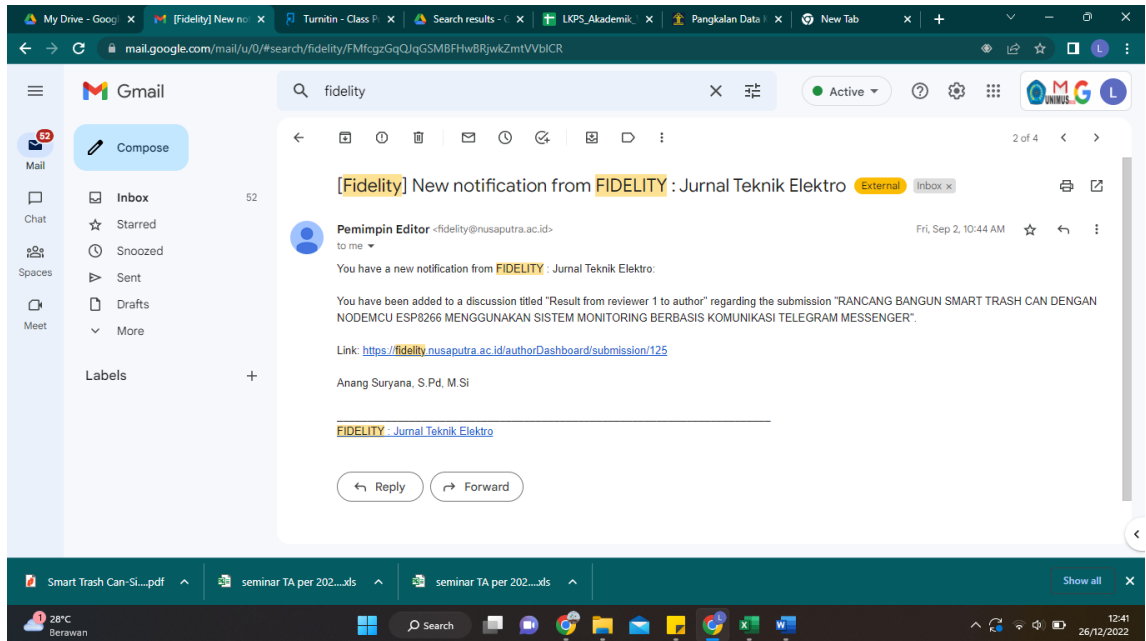 My Drive - Goog
[Fidelity] New no
Turnitin - Class P
Search results - G
LKPS_Akademik_
Pangkalan Data
New Tab
mail.google.com/mail/u/0/#search/fidelity/FMfcgzGqQJqGSMBFHwBRjwkZmtVVblCR
Gmail
fidelity
Active
UNIMUS
L
52
Mail
Chat
Spaces
Meet
Compose
Inbox 52
Starred
Snoozed
Sent
Drafts
More
Labels
2 of 4
[Fidelity] New notification from FIDELITY : Jurnal Teknik Elektro External Inbox x
Pemimpin Editor <fidelity@nusaputra.ac.id> Fri, Sep 2, 10:44 AM
to me
You have a new notification from FIDELITY : Jurnal Teknik Elektro:
You have been added to a discussion titled "Result from reviewer 1 to author" regarding the submission "RANCANG BANGUN SMART TRASH CAN DENGAN
NODEMCU ESP8266 MENGGUNAKAN SISTEM MONITORING BERBASIS KOMUNIKASI TELEGRAM MESSENGER".
Link: https://fidelity.nusaputra.ac.id/authorDashboard/submission/125
Anang Suryana, S.Pd, M.Si
FIDELITY : Jurnal Teknik Elektro
Reply
Forward
Smart Trash Can-Si....pdf
seminar TA per 202....xls
seminar TA per 202....xls
Show all
1
28°C
Berawan
Search
12:41
26/12/2022